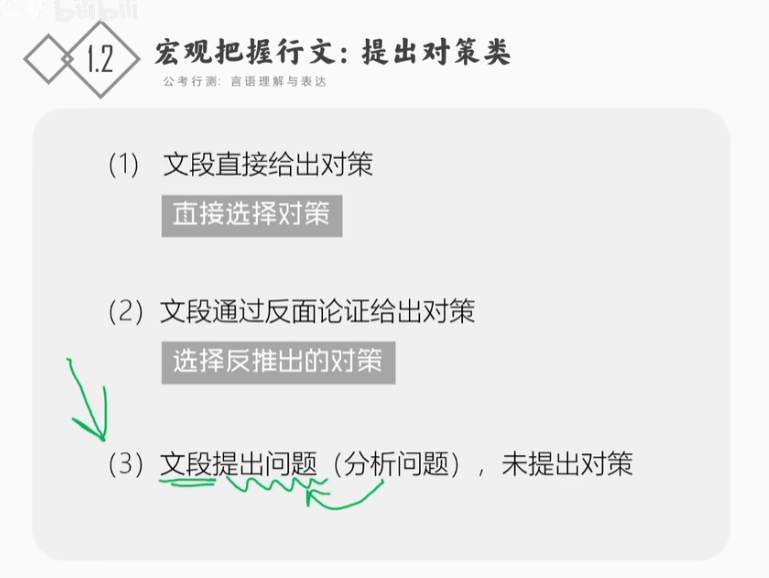 bilibili
1.2
宏观把握行文：提出对策类
公考行测：言语理解与表达
(1) 文段直接给出对策
直接选择对策
(2) 文段通过反面论证给出对策
选择反推出的对策
(3) 文段提出问题（分析问题），未提出对策